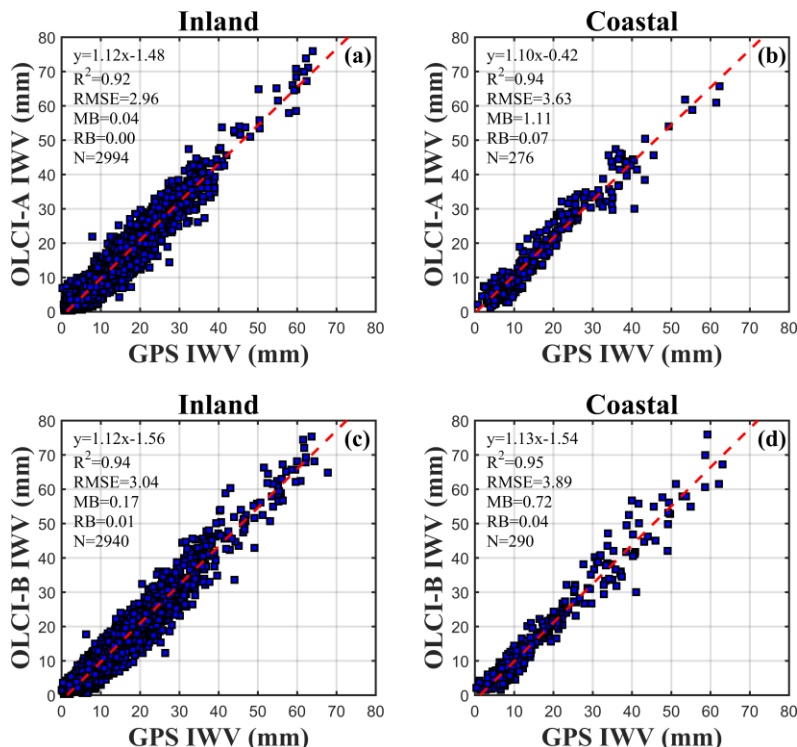 Inland
(a)
y=1.12x-1.48
R²=0.92
RMSE=2.96
MB=0.04
RB=0.00
N=2994
OLCI-A IWV (mm)
80
70
60
50
40
30
20
10
0
0 10 20 30 40 50 60 70 80
GPS IWV (mm)
Coastal
(b)
y=1.10x-0.42
R²=0.94
RMSE=3.63
MB=1.11
RB=0.07
N=276
OLCI-A IWV (mm)
80
70
60
50
40
30
20
10
0
0 10 20 30 40 50 60 70 80
GPS IWV (mm)
Inland
(c)
y=1.12x-1.56
R²=0.94
RMSE=3.04
MB=0.17
RB=0.01
N=2940
OLCI-B IWV (mm)
80
70
60
50
40
30
20
10
0
0 10 20 30 40 50 60 70 80
GPS IWV (mm)
Coastal
(d)
y=1.13x-1.54
R²=0.95
RMSE=3.89
MB=0.72
RB=0.04
N=290
OLCI-B IWV (mm)
80
70
60
50
40
30
20
10
0
0 10 20 30 40 50 60 70 80
GPS IWV (mm)